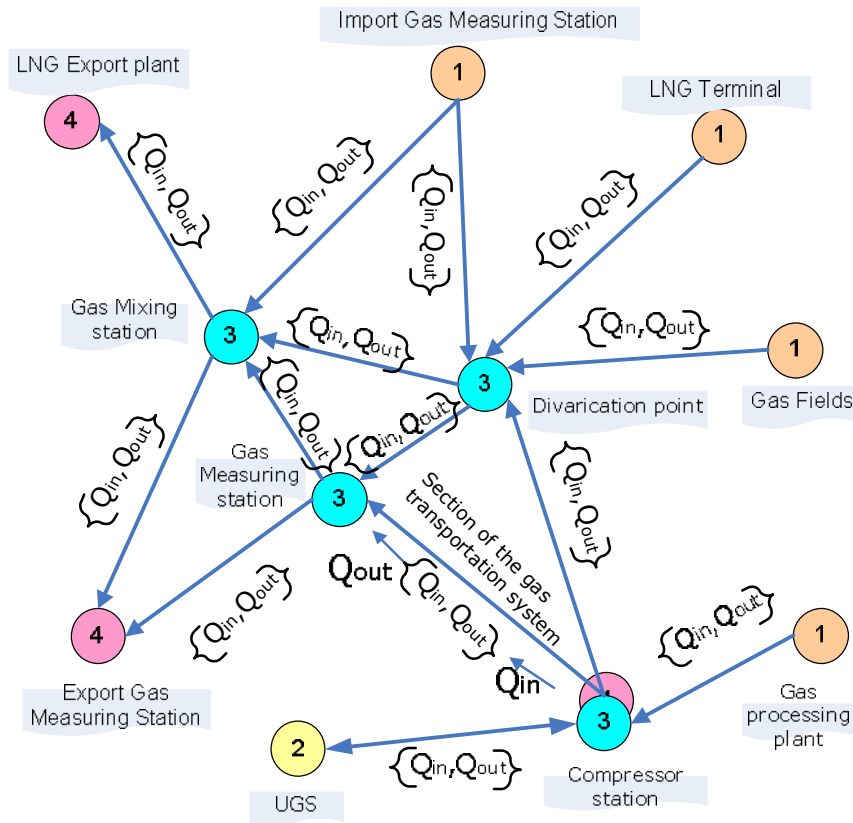 Import Gas Measuring Station
1
LNG Export plant
4
LNG Terminal
1
{Qin, Qout}
{Qin, Qout}
{Qin, Qout}
{Qin, Qout}
Gas Mixing
station
3
{Qin, Qout}
{Qin, Qout}
1
Gas Fields
3
Divarication point
{Qin, Qout}
{Qin, Qout}
Gas
Measuring
station
3
{Qin, Qout}
Section of the gas
transportation system
{Qin, Qout}
Qout
{Qin, Qout}
{Qin, Qout}
4
Export Gas
Measuring Station
Qin
{Qin, Qout}
1
Gas
processing
plant
3
Compressor
station
2
UGS
{Qin, Qout}